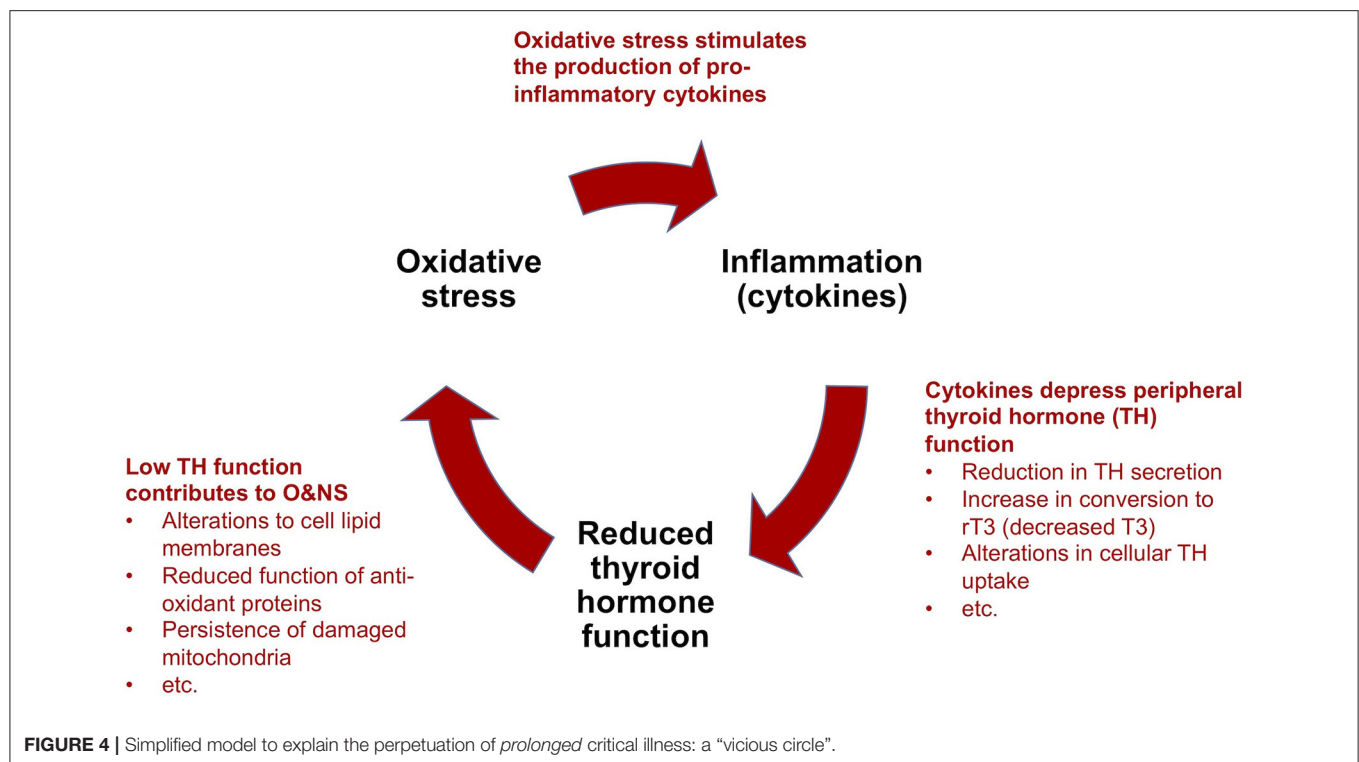 Oxidative stress stimulates
the production of pro-
inflammatory cytokines
Oxidative
stress
Inflammation
(cytokines)
Cytokines depress peripheral
thyroid hormone (TH)
function
• Reduction in TH secretion
• Increase in conversion to
rT3 (decreased T3)
• Alterations in cellular TH
uptake
• etc.
Reduced
thyroid
hormone
function
Low TH function
contributes to O&NS
• Alterations to cell lipid
membranes
• Reduced function of anti-
oxidant proteins
• Persistence of damaged
mitochondria
• etc.
FIGURE 4 | Simplified model to explain the perpetuation of prolonged critical illness: a “vicious circle”.